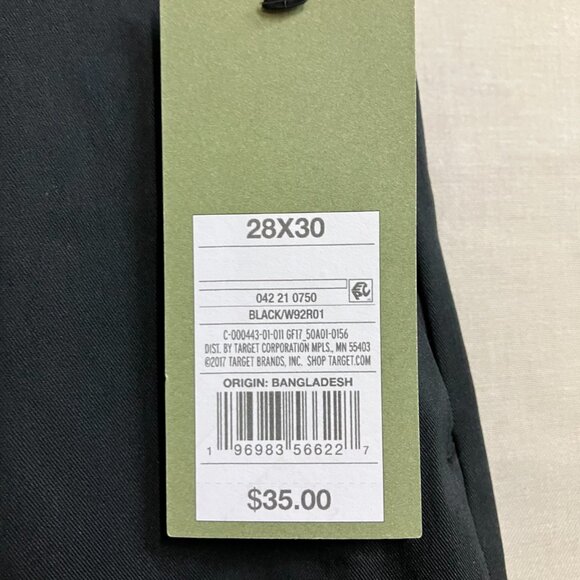 28X30
042 21 0750
BLACK/W92R01
C-000443-01-011 GF17_50A01-0156
DIST. BY TARGET CORPORATION MPLS., MN 55403
©2017 TARGET BRANDS, INC. SHOP TARGET.COM
ORIGIN: BANGLADESH
1 96983 56622 7
$35.00